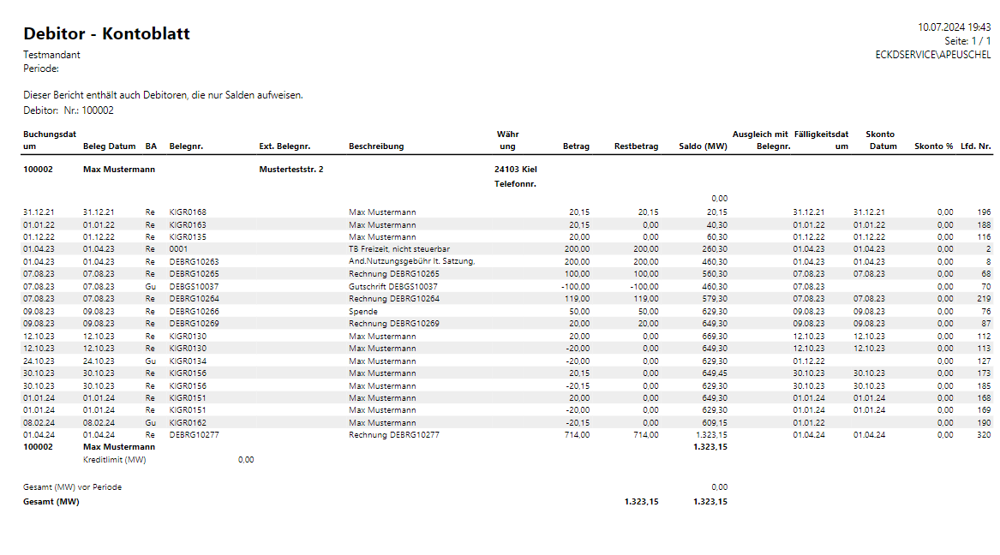 Debitor - Kontoblatt
10.07.2024 19:43
Testmandant
Seite: 1 / 1
Periode:
ECKDSERVICE\APEUSCHEL
Dieser Bericht enthält auch Debitoren, die nur Salden aufweisen.
Debitor: Nr.: 100002
Buchungsdat Währ Ausgleich mit Fälligkeitsdat Skonto
um Beleg Datum BA Belegnr. Ext. Belegnr. Beschreibung ung Betrag Restbetrag Saldo (MW) Belegnr. um Datum Skonto % Lfd. Nr.
100002 Max Mustermann Musterteststr. 2 24103 Kiel
Telefonnr.
0,00
31.12.21 31.12.21 Re KIGR0168 Max Mustermann 20,15 20,15 20,15 31.12.21 31.12.21 0,00 196
01.01.22 01.01.22 Re KIGR0163 Max Mustermann 20,15 0,00 40,30 01.01.22 01.01.22 0,00 188
01.12.22 01.12.22 Re KIGR0135 Max Mustermann 20,00 0,00 60,30 01.12.22 01.12.22 0,00 116
01.04.23 01.04.23 Re 0001 TB Freizeit, nicht steuerbar 200,00 200,00 260,30 01.04.23 01.04.23 0,00 2
01.04.23 01.04.23 Re DEBRG10263 And.Nutzungsgebühr lt. Satzung, 200,00 200,00 460,30 01.04.23 01.04.23 0,00 8
07.08.23 07.08.23 Re DEBRG10265 Rechnung DEBRG10265 100,00 100,00 560,30 07.08.23 07.08.23 0,00 68
07.08.23 07.08.23 Gu DEBGS10037 Gutschrift DEBGS10037 -100,00 -100,00 460,30 07.08.23 0,00 70
07.08.23 07.08.23 Re DEBRG10264 Rechnung DEBRG10264 119,00 119,00 579,30 07.08.23 07.08.23 0,00 219
09.08.23 09.08.23 Re DEBRG10266 Spende 50,00 50,00 629,30 09.08.23 09.08.23 0,00 76
09.08.23 09.08.23 Re DEBRG10269 Rechnung DEBRG10269 20,00 20,00 649,30 09.08.23 09.08.23 0,00 87
12.10.23 12.10.23 Re KIGR0130 Max Mustermann 20,00 0,00 669,30 12.10.23 12.10.23 0,00 112
12.10.23 12.10.23 Re KIGR0130 Max Mustermann -20,00 0,00 649,30 12.10.23 12.10.23 0,00 113
24.10.23 24.10.23 Gu KIGR0134 Max Mustermann -20,00 0,00 629,30 01.12.22 0,00 127
30.10.23 30.10.23 Re KIGR0156 Max Mustermann 20,15 0,00 649,45 30.10.23 30.10.23 0,00 173
30.10.23 30.10.23 Re KIGR0156 Max Mustermann -20,15 0,00 629,30 30.10.23 30.10.23 0,00 185
01.01.24 01.01.24 Re KIGR0151 Max Mustermann 20,00 0,00 649,30 01.01.24 01.01.24 0,00 168
01.01.24 01.01.24 Re KIGR0151 Max Mustermann -20,00 0,00 629,30 01.01.24 01.01.24 0,00 169
08.02.24 08.02.24 Gu KIGR0162 Max Mustermann -20,15 0,00 609,15 01.01.22 0,00 190
01.04.24 01.04.24 Re DEBRG10277 Rechnung DEBRG10277 714,00 714,00 1.323,15 01.04.24 01.04.24 0,00 320
100002 Max Mustermann 1.323,15
Kreditlimit (MW) 0,00
Gesamt (MW) vor Periode 0,00
Gesamt (MW) 1.323,15 1.323,15